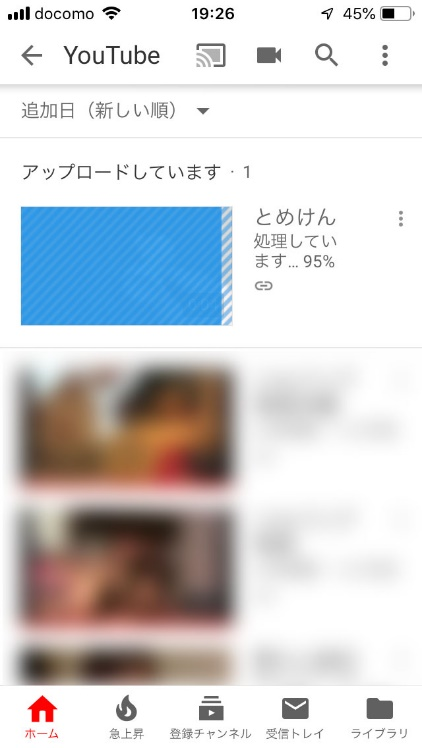 docomo 19:26 45%
YouTube
追加日（新しい順）
アップロードしています · 1
とめけん
処理してい
ます... 95%
ホーム 急上昇 登録チャンネル 受信トレイ ライブラリ